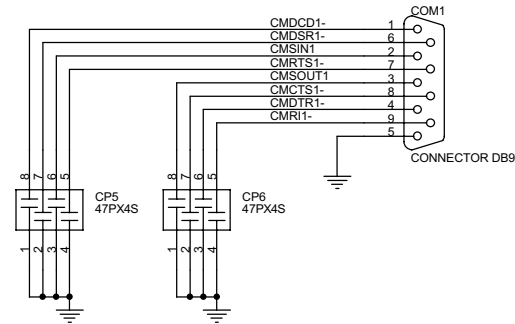 COM1
CMDCD1- 1
CMDSR1- 6
CMSIN1 2
CMRTS1- 7
CMSOUT1 3
CMCTS1- 8
CMDTR1- 4
CMRI1- 9
5
CONNECTOR DB9
8 7 6 5
CP5
47PX4S
1 2 3 4
8 7 6 5
CP6
47PX4S
1 2 3 4